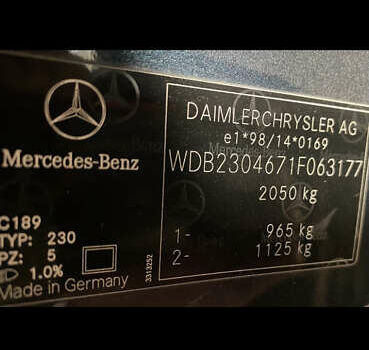 Mercedes-Benz
DAIMLERCHRYSLER AG
e1*98/14*0169
WDB2304671F063177
2050 kg
1- 965 kg
2- 1125 kg
C189
TYP: 230
PZ: 5
1.0%
Made in Germany
3313252